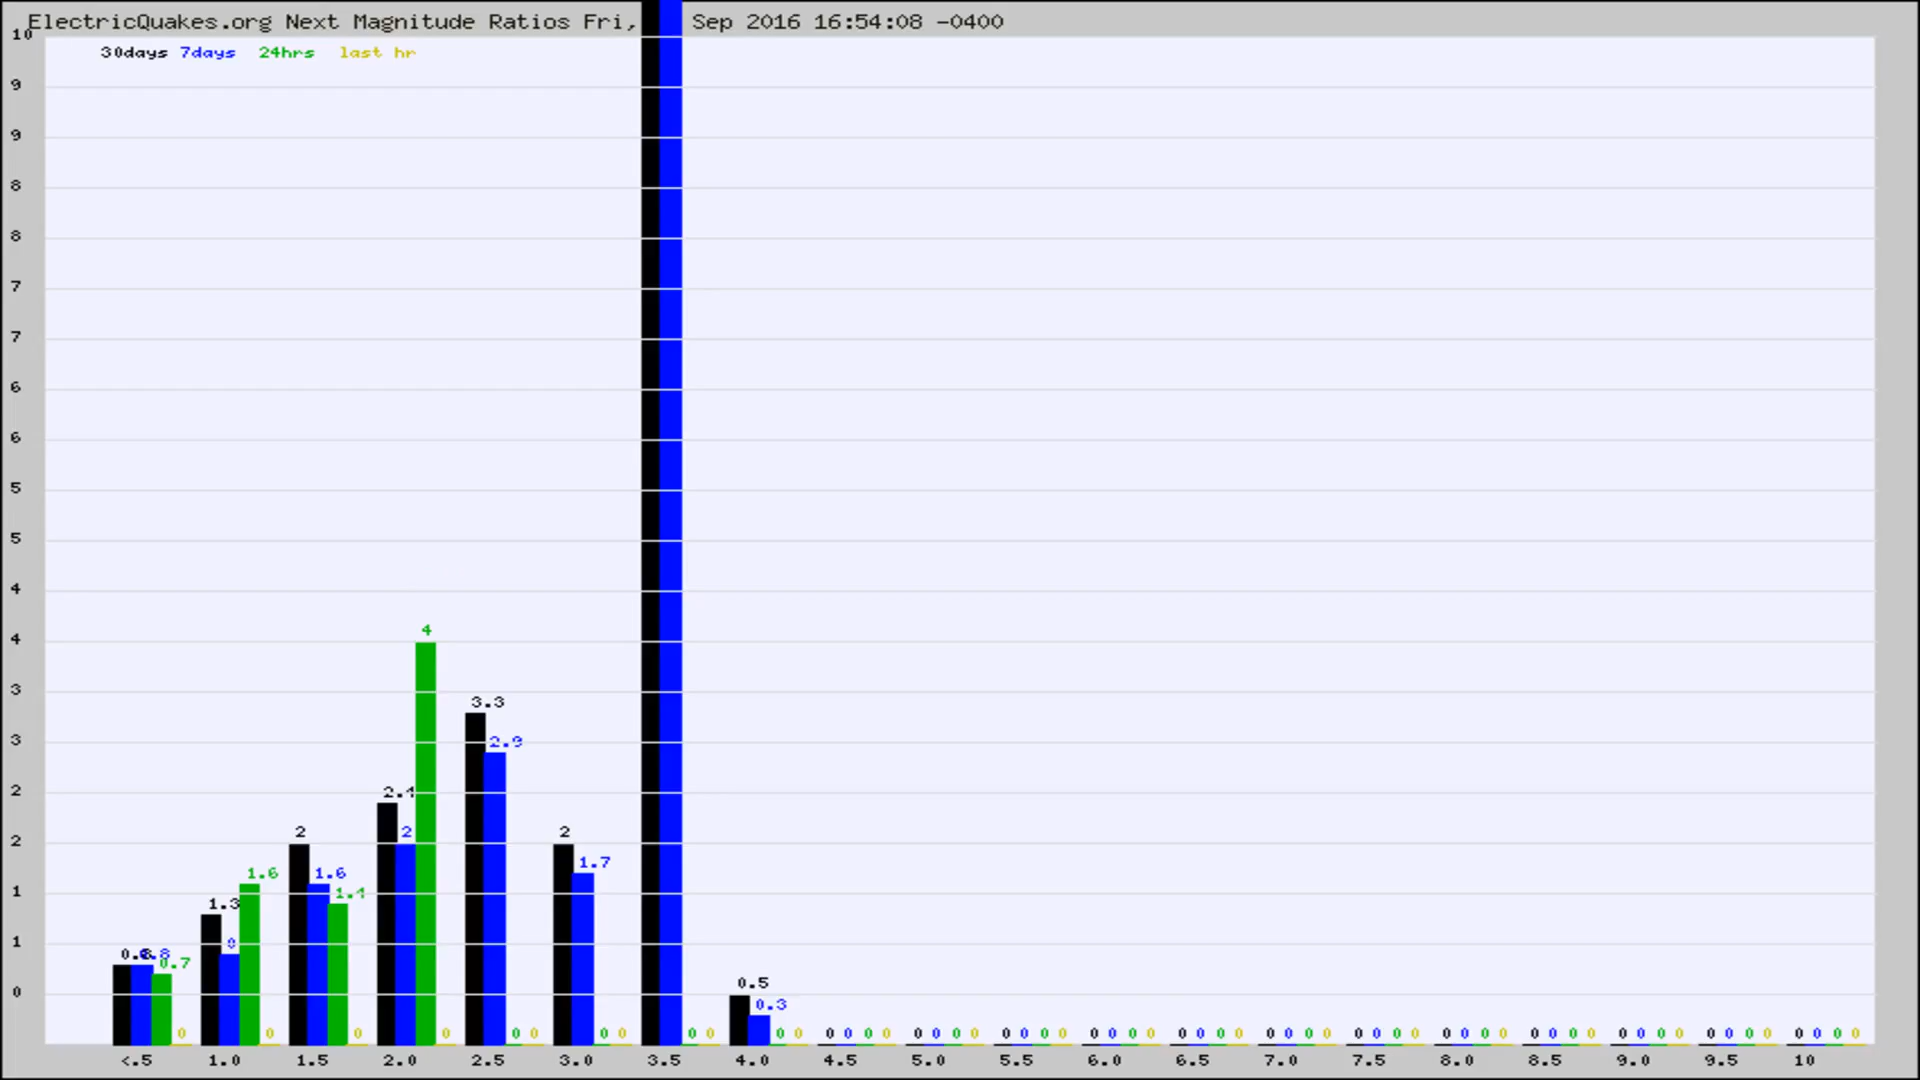 ElectricQuakes.org Next Magnitude Ratios Fri, Sep 2016 16:54:08 -0400
30days 7days 24hrs last hr
10
9
9
8
8
7
7
6
6
5
5
4
4
3
3
2
2
1
1
0
0.8 0.7 0
1.3 1.6 0
2 1.6 1.4 0
2.4 2 4 0
3.3 2.9 0 0
2 1.7 0 0
0 0
0.5 0.3 0 0
0 0 0 0
0 0 0 0
0 0 0 0
0 0 0 0
0 0 0 0
0 0 0 0
0 0 0 0
0 0 0 0
0 0 0 0
0 0 0 0
0 0 0 0
0 0 0 0
<.5 1.0 1.5 2.0 2.5 3.0 3.5 4.0 4.5 5.0 5.5 6.0 6.5 7.0 7.5 8.0 8.5 9.0 9.5 10